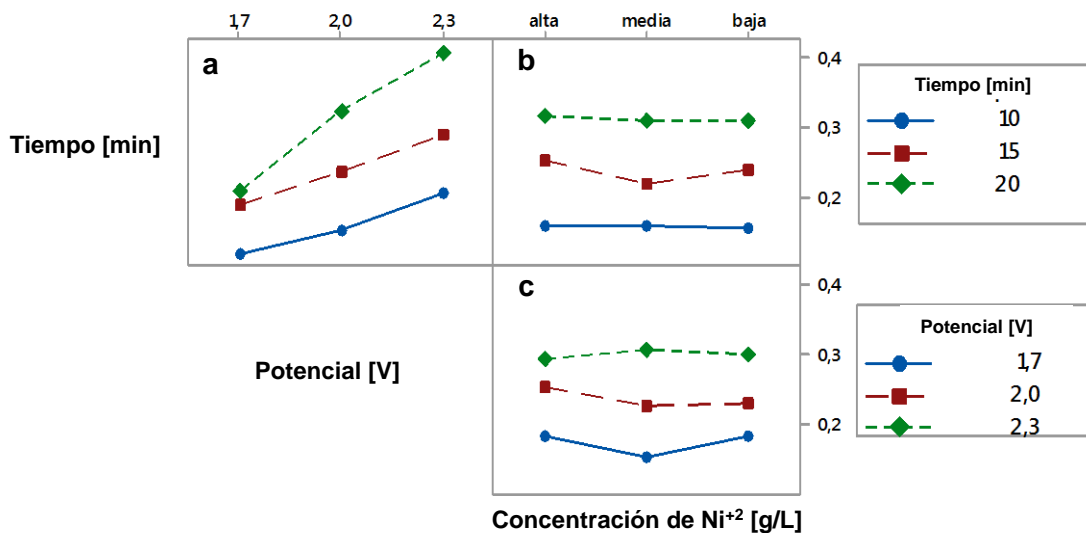 1,7 2,0 2,3 alta media baja
a b
Tiempo [min]
0,4
0,3
0,2
Tiempo [min]
10
15
20
c
Potencial [V]
0,4
0,3
0,2
Potencial [V]
1,7
2,0
2,3
Concentración de Ni⁺² [g/L]